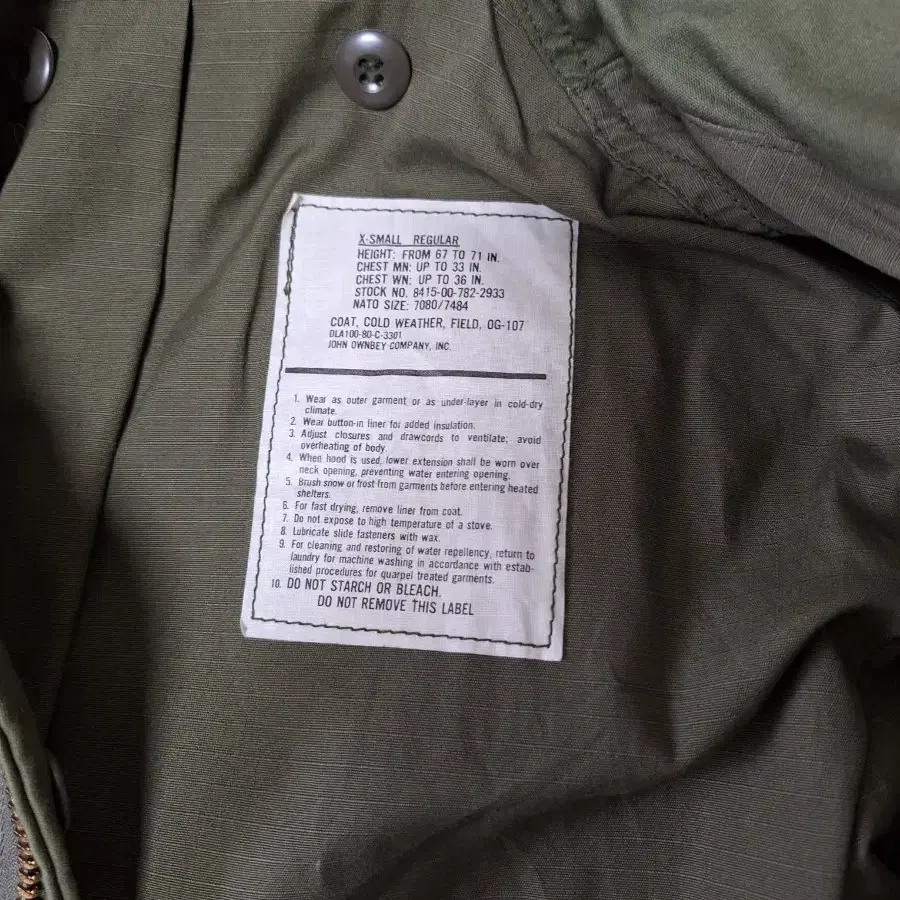 X-SMALL REGULAR
HEIGHT: FROM 67 TO 71 IN.
CHEST MN: UP TO 33 IN.
CHEST WN: UP TO 36 IN.
STOCK NO. 8415-00-782-2933
NATO SIZE: 7080/7484
COAT, COLD WEATHER, FIELD, OG-107
DLA100-80-C-3301
JOHN OWNBEY COMPANY, INC.
1. Wear as outer garment or as under-layer in cold-dry
climate.
2. Wear button-in liner for added insulation.
3. Adjust closures and drawcords to ventilate; avoid
overheating of body.
4. When hood is used, lower extension shall be worn over
neck opening, preventing water entering opening.
5. Brush snow or frost from garments before entering heated
shelters.
6. For fast drying, remove liner from coat.
7. Do not expose to high temperature of a stove.
8. Lubricate slide fasteners with wax.
9. For cleaning and restoring of water repellency, return to
laundry for machine washing in accordance with estab-
lished procedures for quarpel treated garments.
10. DO NOT STARCH OR BLEACH.
DO NOT REMOVE THIS LABEL